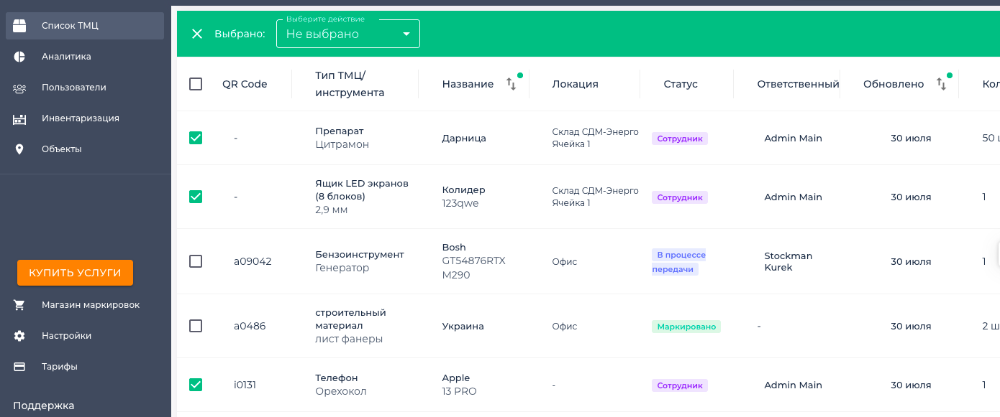 Список ТМЦ
Аналитика
Пользователи
Инвентаризация
Объекты
КУПИТЬ УСЛУГИ
Магазин маркировок
Настройки
Тарифы
Поддержка
Выбрано:
Выберите действие
Не выбрано
QR Code
Тип ТМЦ/
инструмента
Название
Локация
Статус
Ответственный
Обновлено
Кол
-
Препарат
Цитрамон
Дарница
Склад СДМ-Энерго
Ячейка 1
Сотрудник
Admin Main
30 июля
50
-
Ящик LED экранов
(8 блоков)
2,9 мм
Колидер
123qwe
Склад СДМ-Энерго
Ячейка 1
Сотрудник
Admin Main
30 июля
1
a09042
Бензоинструмент
Генератор
Bosh
GT54876RTX
M290
Офис
В процессе
передачи
Stockman
Kurek
30 июля
1
a0486
строительный
материал
лист фанеры
Украина
Офис
Маркировано
-
30 июля
2 ш
i0131
Телефон
Орехокол
Apple
13 PRO
-
Сотрудник
Admin Main
30 июля
1